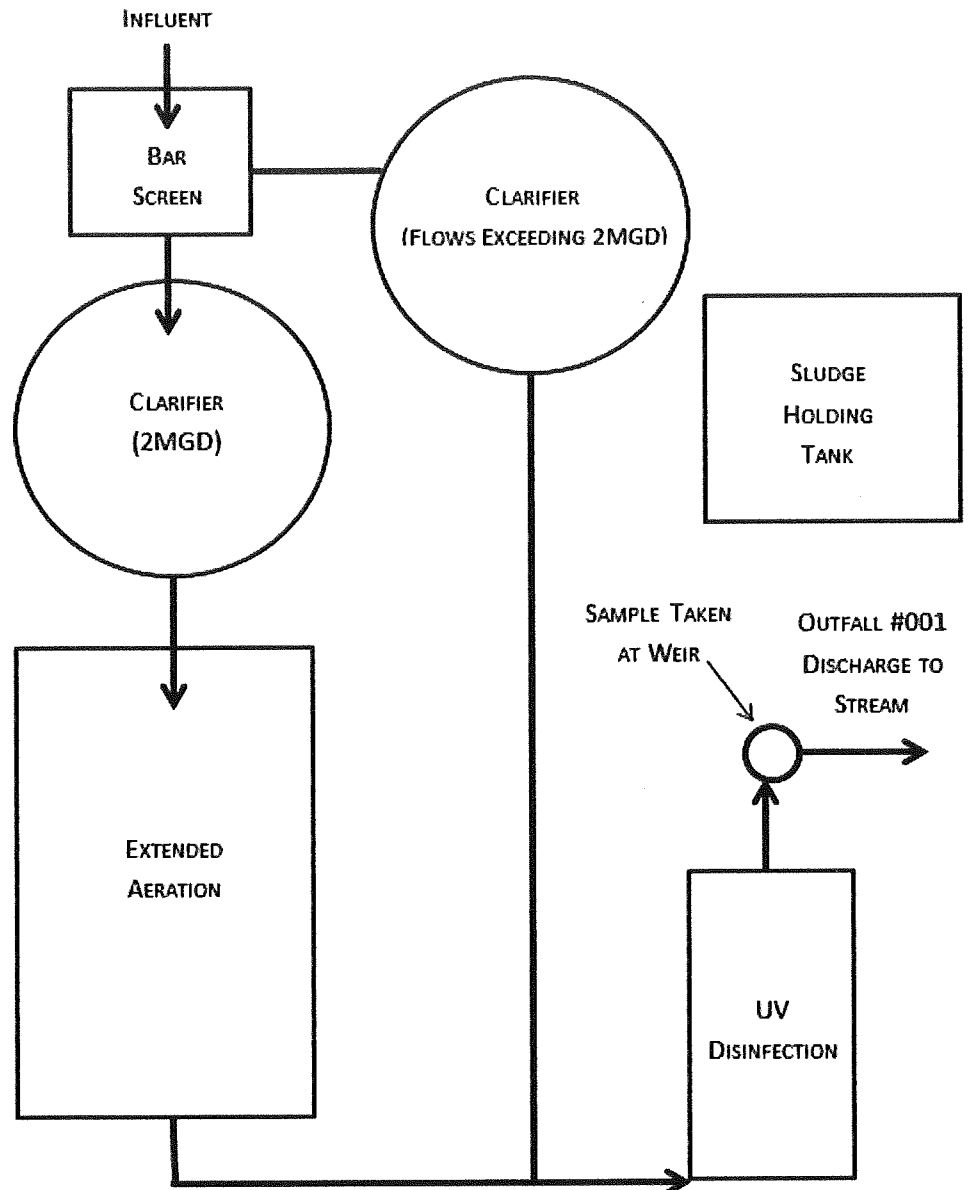 INFLUENT
BAR
SCREEN
CLARIFIER
(FLOWS EXCEEDING 2MGD)
CLARIFIER
(2MGD)
SLUDGE
HOLDING
TANK
SAMPLE TAKEN
AT WEIR
OUTFALL #001
DISCHARGE TO
STREAM
EXTENDED
AERATION
UV
DISINFECTION